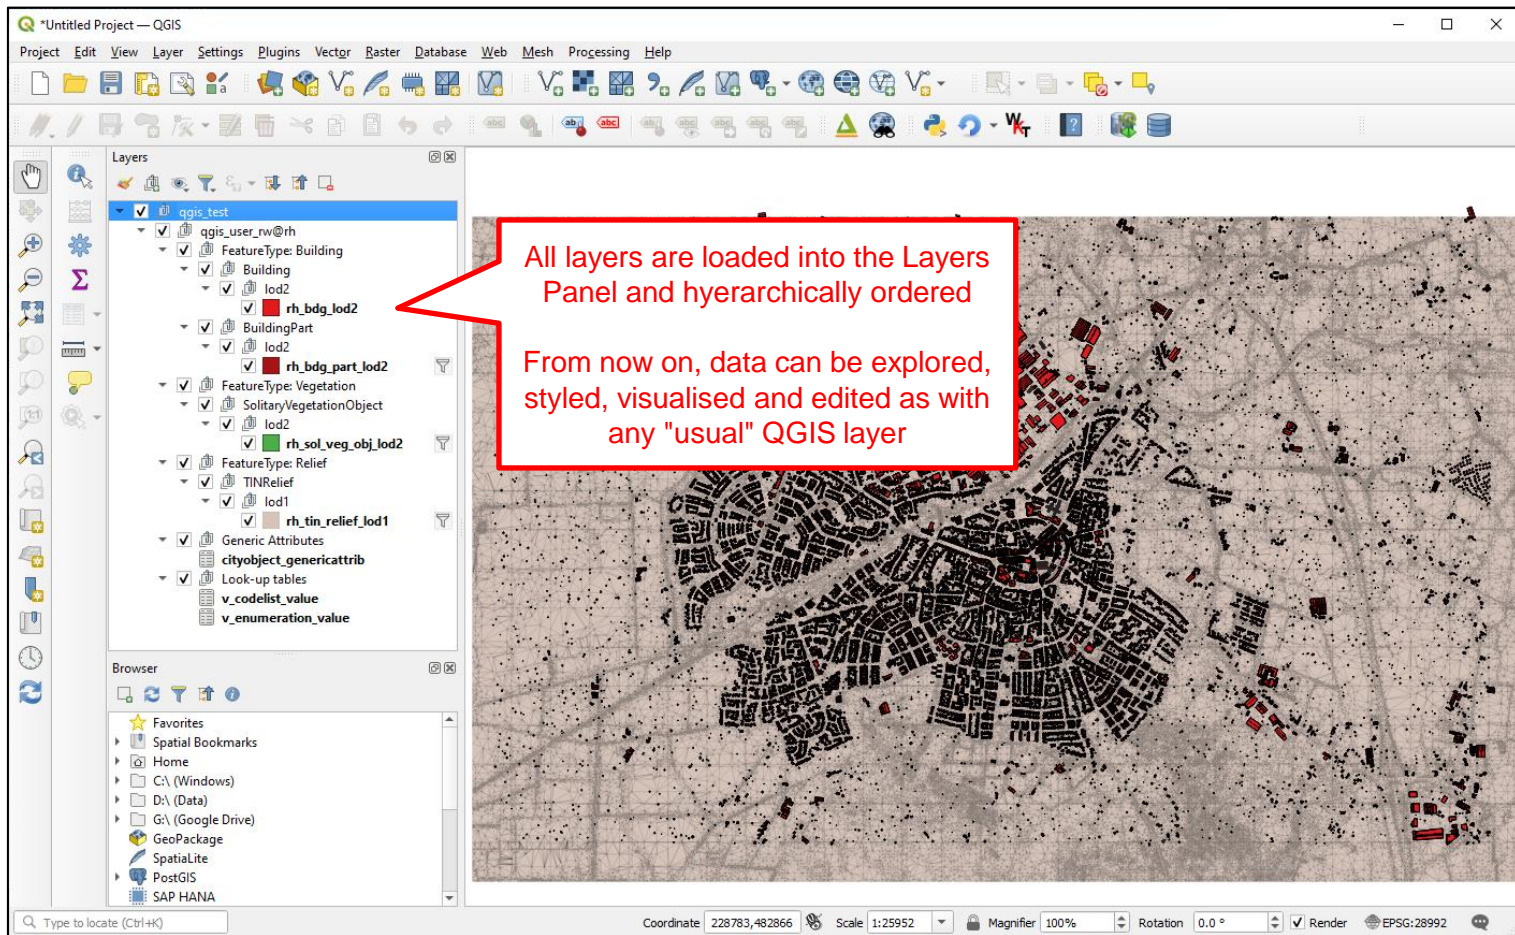 *Untitled Project — QGIS
Project Edit View Layer Settings Plugins Vector Raster Database Web Mesh Processing Help
Layers
qgis_test
qgis_user_rw@rh
FeatureType: Building
Building
lod2
rh_bdg_lod2
BuildingPart
lod2
rh_bdg_part_lod2
FeatureType: Vegetation
SolitaryVegetationObject
lod2
rh_sol_veg_obj_lod2
FeatureType: Relief
TINRelief
lod1
rh_tin_relief_lod1
Generic Attributes
cityobject_genericattrib
Look-up tables
v_codelist_value
v_enumeration_value
All layers are loaded into the Layers
Panel and hyerarchically ordered
From now on, data can be explored,
styled, visualised and edited as with
any "usual" QGIS layer
Browser
Favorites
Spatial Bookmarks
Home
C:\ (Windows)
D:\ (Data)
G:\ (Google Drive)
GeoPackage
SpatiaLite
PostGIS
SAP HANA
Type to locate (Ctrl+K) Coordinate 228783,482866 Scale 1:25952 Magnifier 100% Rotation 0.0 ° Render EPSG:28992